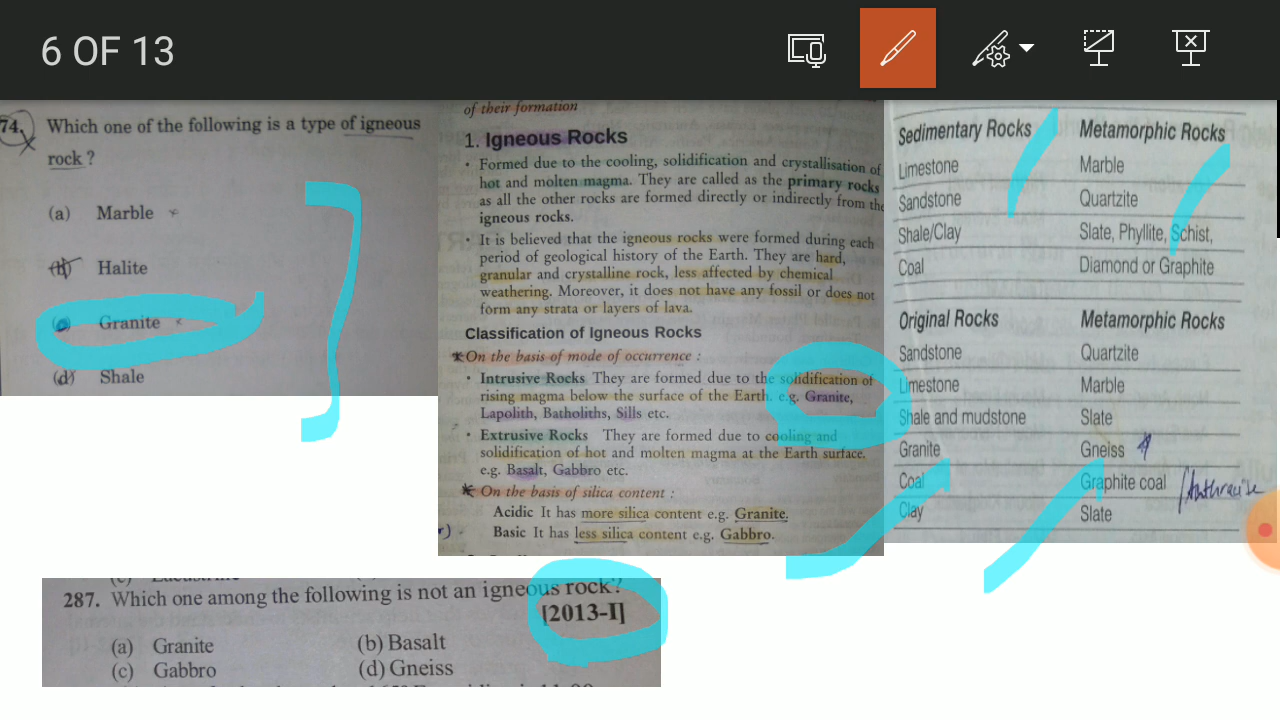 6 OF 13
74. Which one of the following is a type of igneous
rock ?
(a) Marble
(b) Halite
(c) Granite
(d) Shale
of their formation
1. Igneous Rocks
• Formed due to the cooling, solidification and crystallisation of
hot and molten magma. They are called as the primary rocks
as all the other rocks are formed directly or indirectly from the
igneous rocks.
• It is believed that the igneous rocks were formed during each
period of geological history of the Earth. They are hard,
granular and crystalline rock, less affected by chemical
weathering. Moreover, it does not have any fossil or does not
form any strata or layers of lava.
Classification of Igneous Rocks
On the basis of mode of occurrence :
• Intrusive Rocks They are formed due to the solidification of
rising magma below the surface of the Earth. e.g. Granite,
Lapolith, Batholiths, Sills etc.
• Extrusive Rocks They are formed due to cooling and
solidification of hot and molten magma at the Earth surface.
e.g. Basalt, Gabbro etc.
On the basis of silica content :
Acidic It has more silica content e.g. Granite.
Basic It has less silica content e.g. Gabbro.
Sedimentary Rocks Metamorphic Rocks
Limestone Marble
Sandstone Quartzite
Shale/Clay Slate, Phyllite, Schist,
Coal Diamond or Graphite
Original Rocks Metamorphic Rocks
Sandstone Quartzite
Limestone Marble
Shale and mudstone Slate
Granite Gneiss
Coal Graphite coal
Clay Slate
287. Which one among the following is not an igneous rock?
[2013-I]
(a) Granite (b) Basalt
(c) Gabbro (d) Gneiss